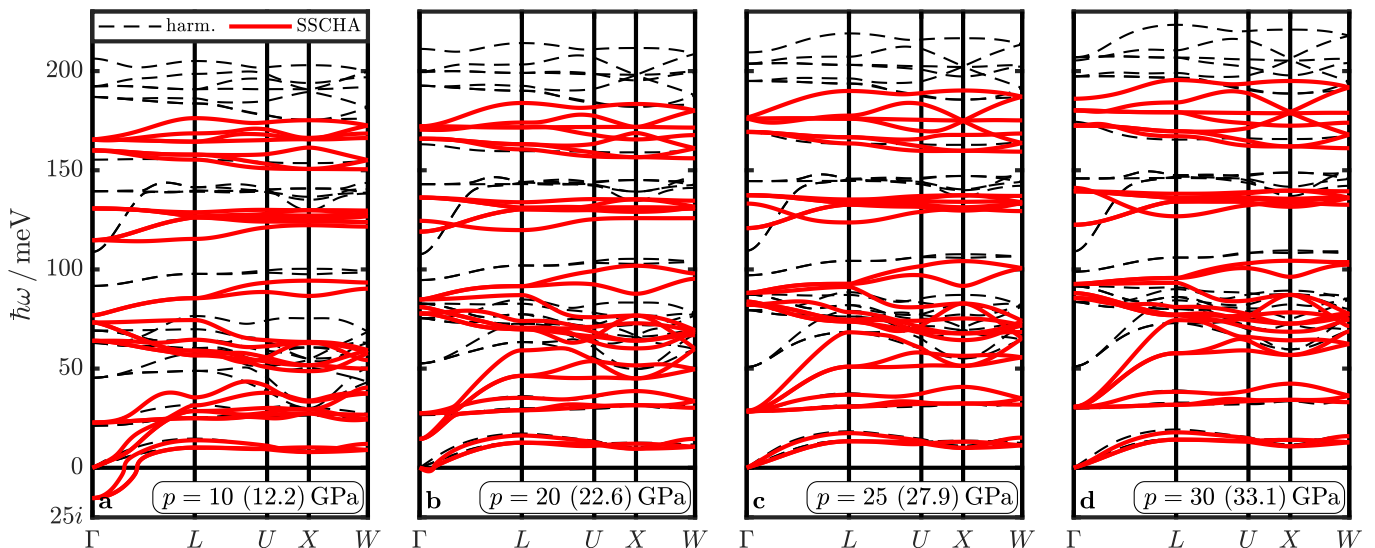 harm. SSCHA
200
150
100
50
0
25i
ħω / meV
a p = 10 (12.2) GPa
b p = 20 (22.6) GPa
c p = 25 (27.9) GPa
d p = 30 (33.1) GPa
Γ L U X W
Γ L U X W
Γ L U X W
Γ L U X W